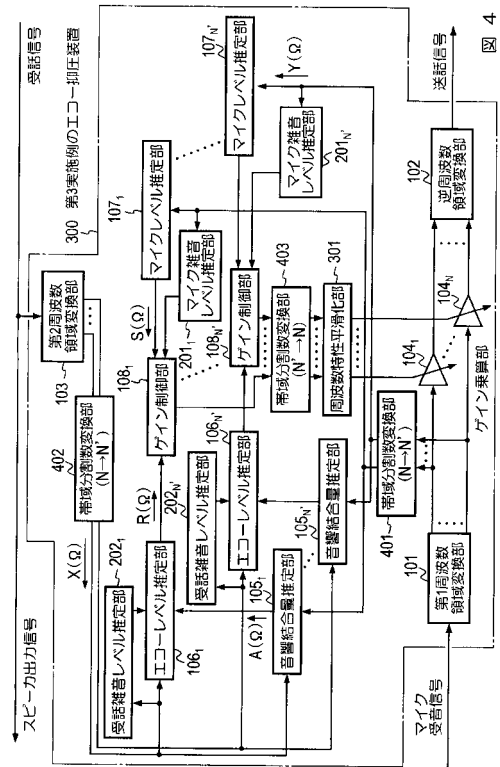 受話信号
スピーカ出力信号
300 第3実施例のエコー抑圧装置
第2周波数
領域変換部
103
402
帯域分割数変換部
(N→N')
X(Ω)
202₁
受話雑音レベル推定部
エコーレベル推定部
106₁
R(Ω)
202N'
受話雑音レベル推定部
エコーレベル推定部
106N'
105₁
音響結合量推定部
A(Ω)
音響結合量推定部
105N'
107₁
マイクレベル推定部
S(Ω)
マイク雑音
レベル推定部
201₁
108₁
ゲイン制御部
107N'
マイクレベル推定部
Y(Ω)
マイク雑音
レベル推定部
201N'
ゲイン制御部
108N'
403
帯域分割数変換部
(N'→N)
301
周波数特性平滑化部
401
帯域分割数変換部
(N→N')
マイク
受音信号
101
第1周波数
領域変換部
104₁
104N
ゲイン乗算部
102
逆周波数
領域変換部
送話信号
図 4